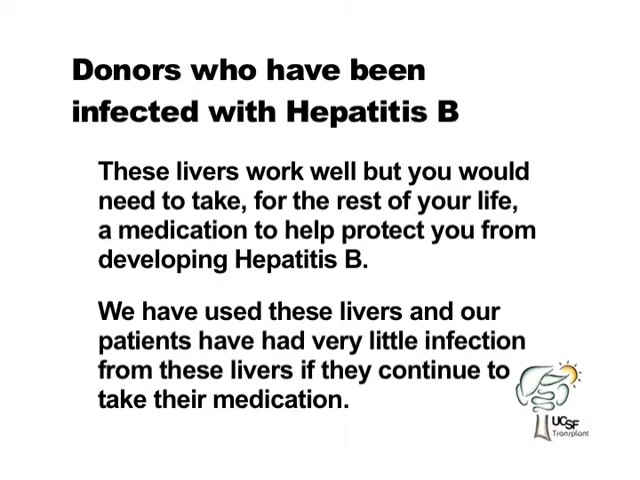 Donors who have been
infected with Hepatitis B
These livers work well but you would
need to take, for the rest of your life,
a medication to help protect you from
developing Hepatitis B.
We have used these livers and our
patients have had very little infection
from these livers if they continue to
take their medication.
UCSF
Transplant